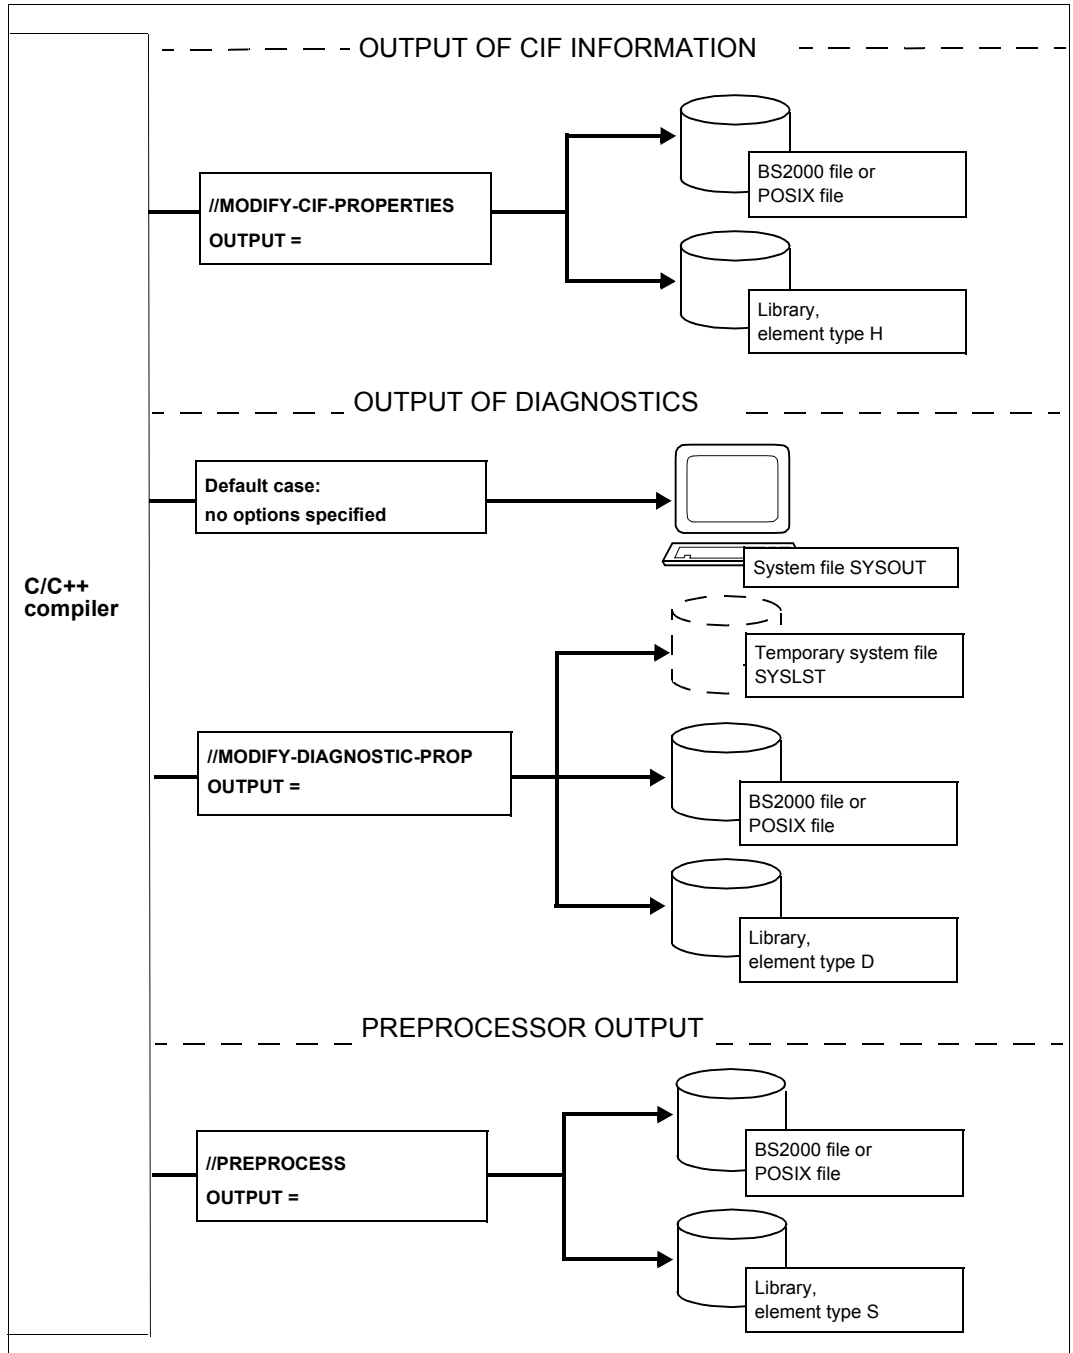 OUTPUT OF CIF INFORMATION
BS2000 file or
POSIX file
//MODIFY-CIF-PROPERTIES
OUTPUT =
Library,
element type H
OUTPUT OF DIAGNOSTICS
Default case:
no options specified
System file SYSOUT
C/C++
compiler
Temporary system file
SYSLST
//MODIFY-DIAGNOSTIC-PROP
OUTPUT =
BS2000 file or
POSIX file
Library,
element type D
PREPROCESSOR OUTPUT
BS2000 file or
POSIX file
//PREPROCESS
OUTPUT =
Library,
element type S